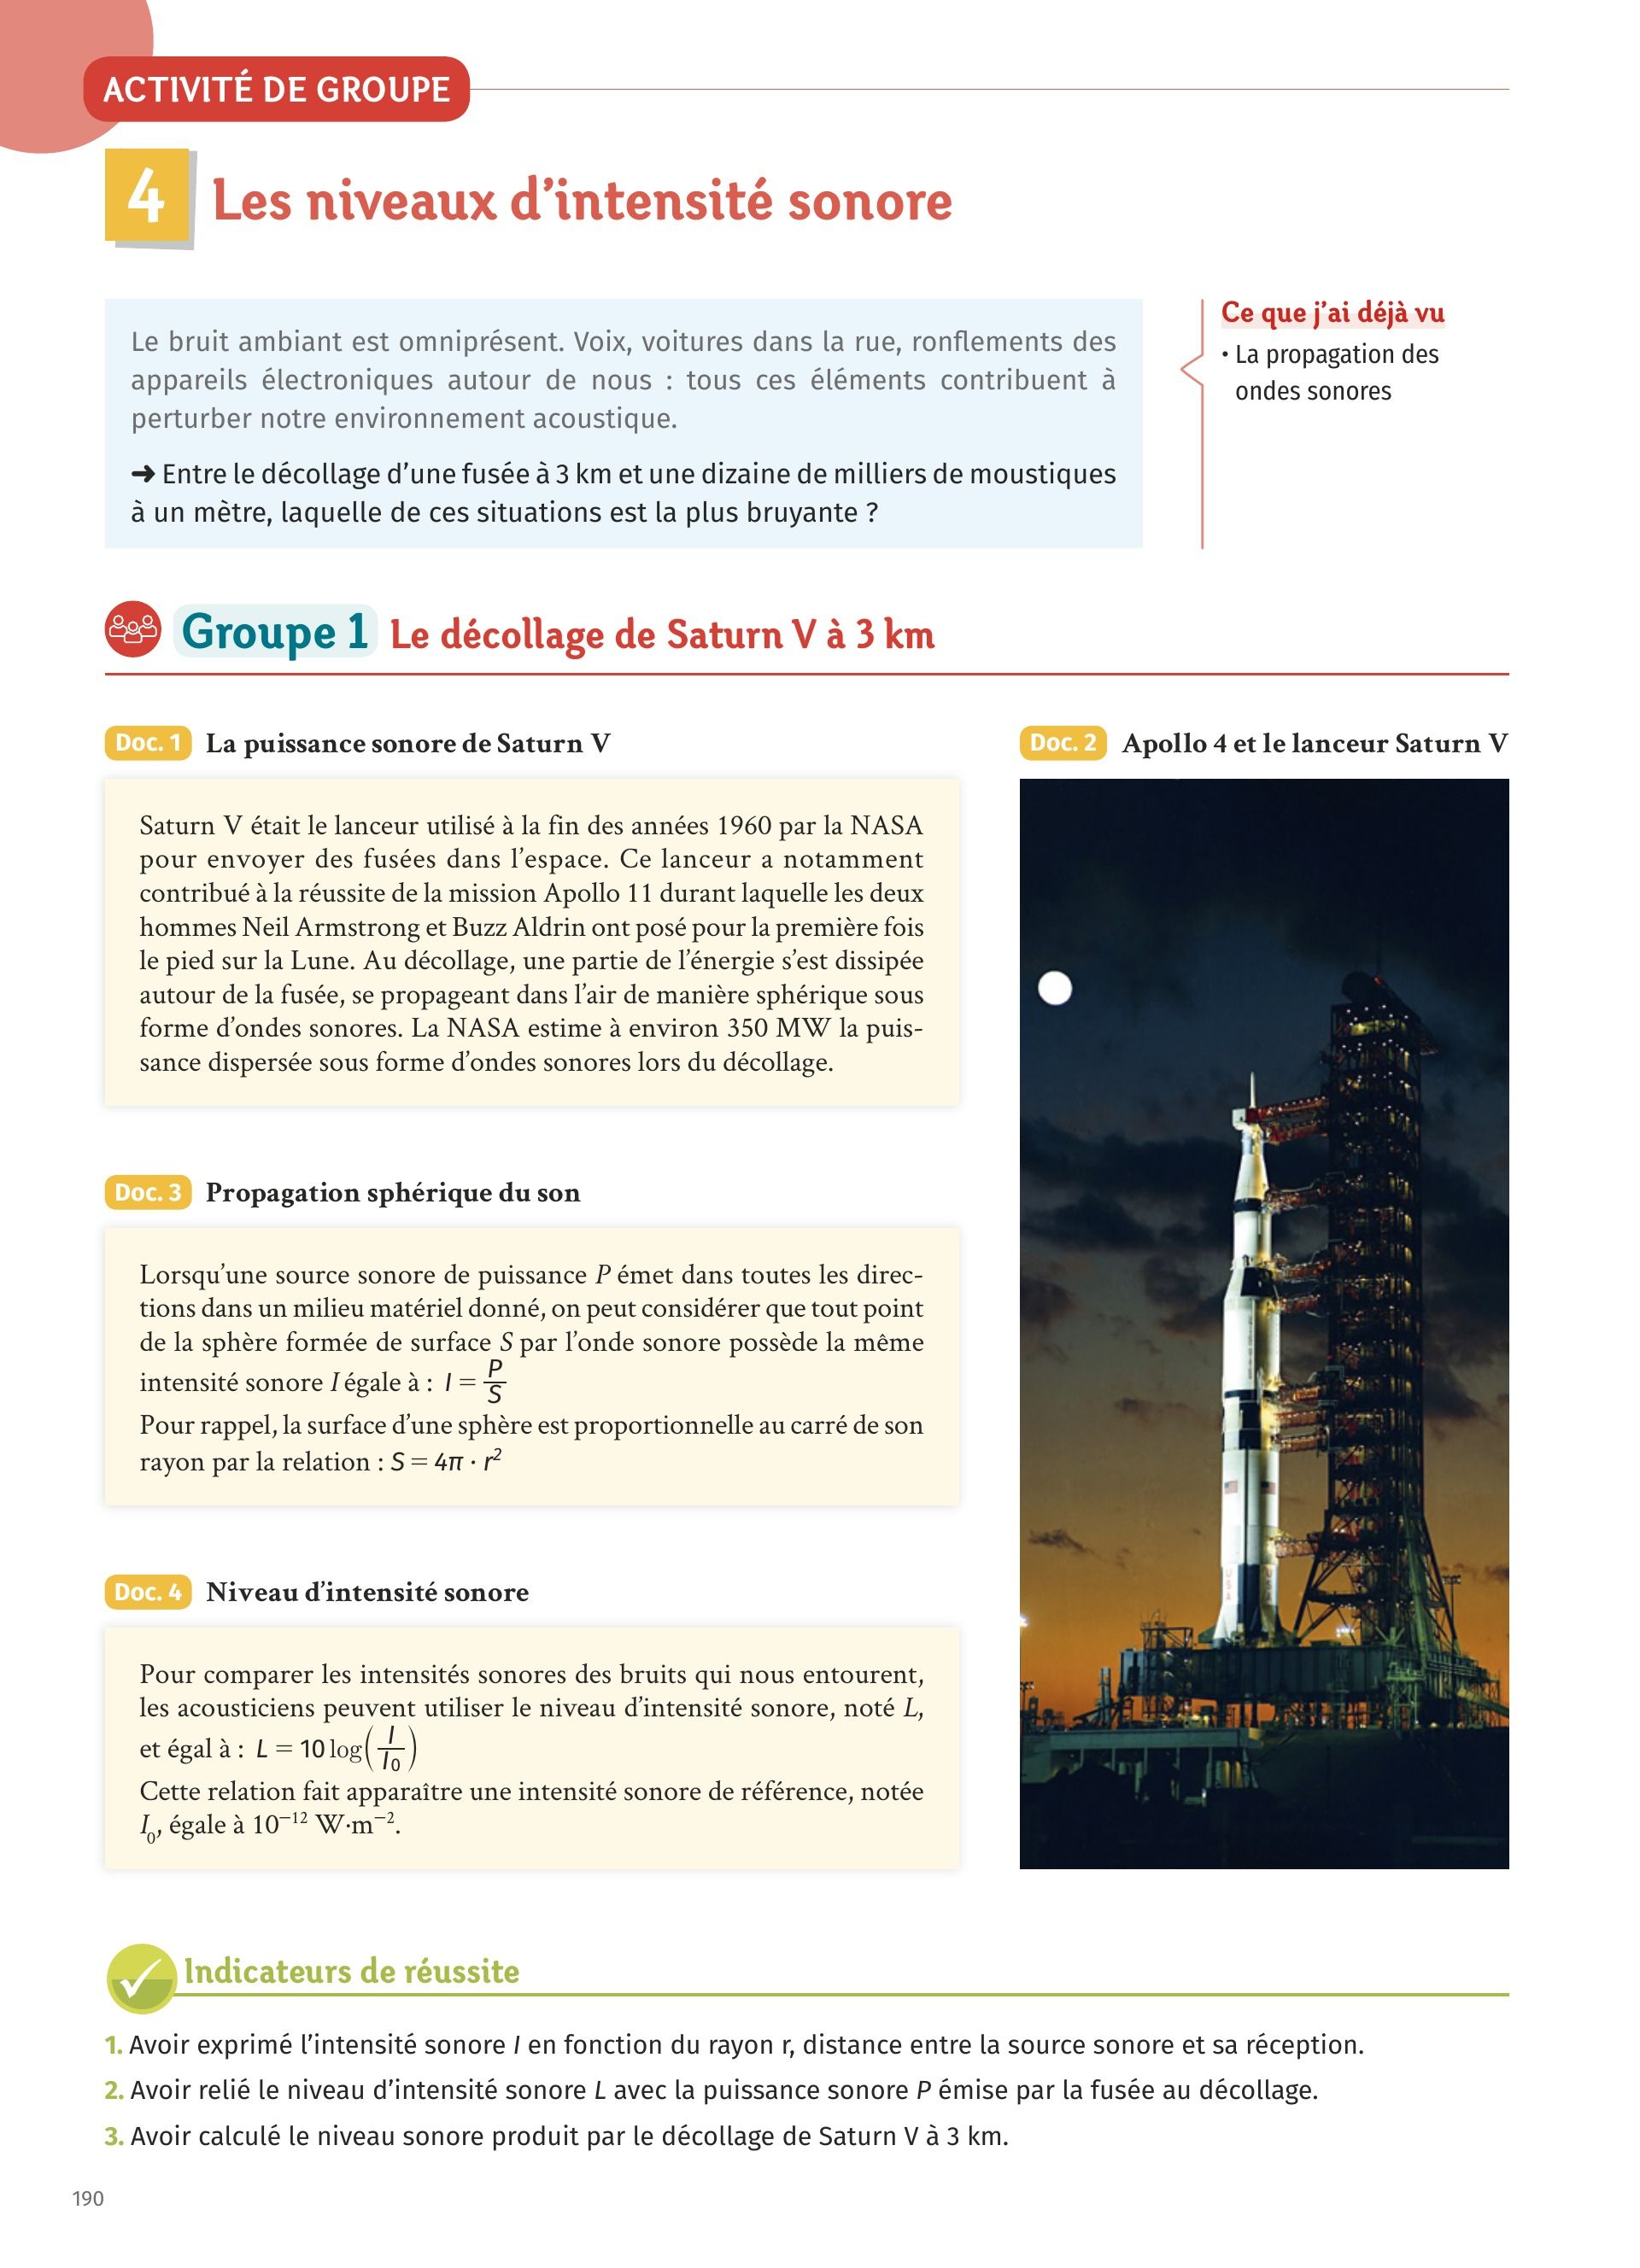 ACTIVITÉ DE GROUPE
4 Les niveaux d’intensité sonore
Le bruit ambiant est omniprésent. Voix, voitures dans la rue, ronflements des
appareils électroniques autour de nous : tous ces éléments contribuent à
perturber notre environnement acoustique.
➜ Entre le décollage d’une fusée à 3 km et une dizaine de milliers de moustiques
à un mètre, laquelle de ces situations est la plus bruyante ?
Ce que j’ai déjà vu
• La propagation des
ondes sonores
Groupe 1 Le décollage de Saturn V à 3 km
Doc. 1 La puissance sonore de Saturn V
Saturn V était le lanceur utilisé à la fin des années 1960 par la NASA
pour envoyer des fusées dans l’espace. Ce lanceur a notamment
contribué à la réussite de la mission Apollo 11 durant laquelle les deux
hommes Neil Armstrong et Buzz Aldrin ont posé pour la première fois
le pied sur la Lune. Au décollage, une partie de l’énergie s’est dissipée
autour de la fusée, se propageant dans l’air de manière sphérique sous
forme d’ondes sonores. La NASA estime à environ 350 MW la puis-
sance dispersée sous forme d’ondes sonores lors du décollage.
Doc. 2 Apollo 4 et le lanceur Saturn V
USA
USA
Doc. 3 Propagation sphérique du son
Lorsqu’une source sonore de puissance P émet dans toutes les direc-
tions dans un milieu matériel donné, on peut considérer que tout point
de la sphère formée de surface S par l’onde sonore possède la même
intensité sonore I égale à : I = P/S
Pour rappel, la surface d’une sphère est proportionnelle au carré de son
rayon par la relation : S = 4π · r²
Doc. 4 Niveau d’intensité sonore
Pour comparer les intensités sonores des bruits qui nous entourent,
les acousticiens peuvent utiliser le niveau d’intensité sonore, noté L,
et égal à : L = 10 log(I/I₀)
Cette relation fait apparaître une intensité sonore de référence, notée
I₀, égale à 10⁻¹² W·m⁻².
Indicateurs de réussite
1. Avoir exprimé l’intensité sonore I en fonction du rayon r, distance entre la source sonore et sa réception.
2. Avoir relié le niveau d’intensité sonore L avec la puissance sonore P émise par la fusée au décollage.
3. Avoir calculé le niveau sonore produit par le décollage de Saturn V à 3 km.
190